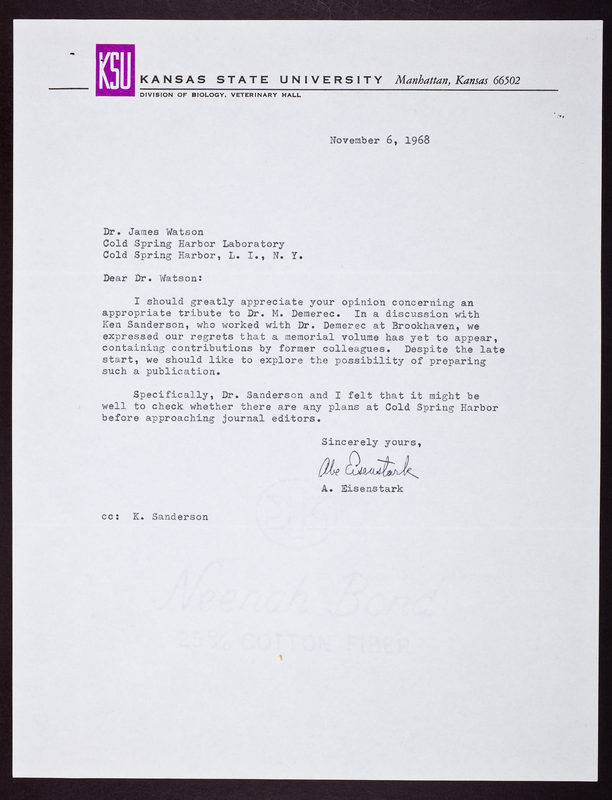 KSU
KANSAS STATE UNIVERSITY Manhattan, Kansas 66502
DIVISION OF BIOLOGY, VETERINARY HALL
November 6, 1968
Dr. James Watson
Cold Spring Harbor Laboratory
Cold Spring Harbor, L. I., N. Y.
Dear Dr. Watson:
I should greatly appreciate your opinion concerning an
appropriate tribute to Dr. M. Demerec. In a discussion with
Ken Sanderson, who worked with Dr. Demerec at Brookhaven, we
expressed our regrets that a memorial volume has yet to appear,
containing contributions by former colleagues. Despite the late
start, we should like to explore the possibility of preparing
such a publication.
Specifically, Dr. Sanderson and I felt that it might be
well to check whether there are any plans at Cold Spring Harbor
before approaching journal editors.
Sincerely yours,
Abe Eisenstark
A. Eisenstark
cc: K. Sanderson
Neenah Bond
25% COTTON FIBER